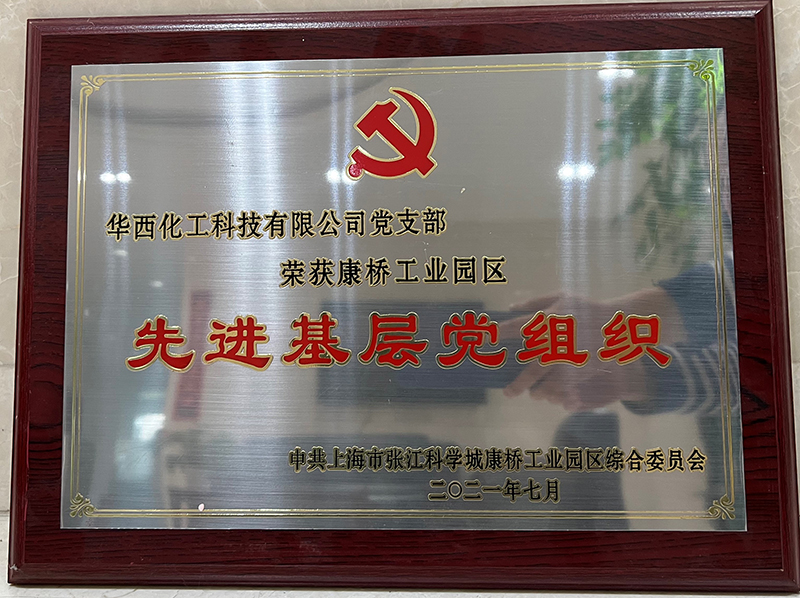 华西化工科技有限公司党支部
荣获康桥工业园区
先进基层党组织
中共上海市张江科学城康桥工业园区综合委员会
二〇二一年七月